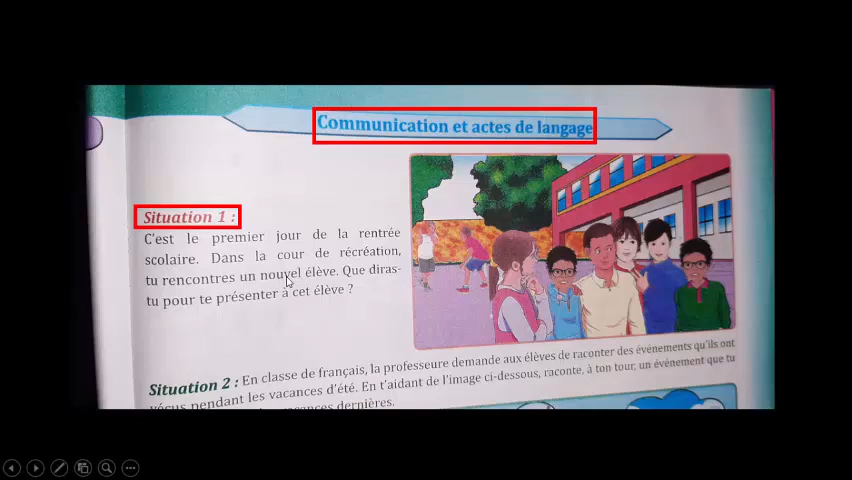 Communication et actes de langage
Situation 1 :
C'est le premier jour de la rentrée
scolaire. Dans la cour de récréation,
tu rencontres un nouvel élève. Que diras-
tu pour te présenter à cet élève ?
Situation 2 : En classe de français, la professeure demande aux élèves de raconter des événements qu'ils ont
vécus pendant les vacances d'été. En t'aidant de l'image ci-dessous, raconte, à ton tour, un événement que tu
vacances dernières.